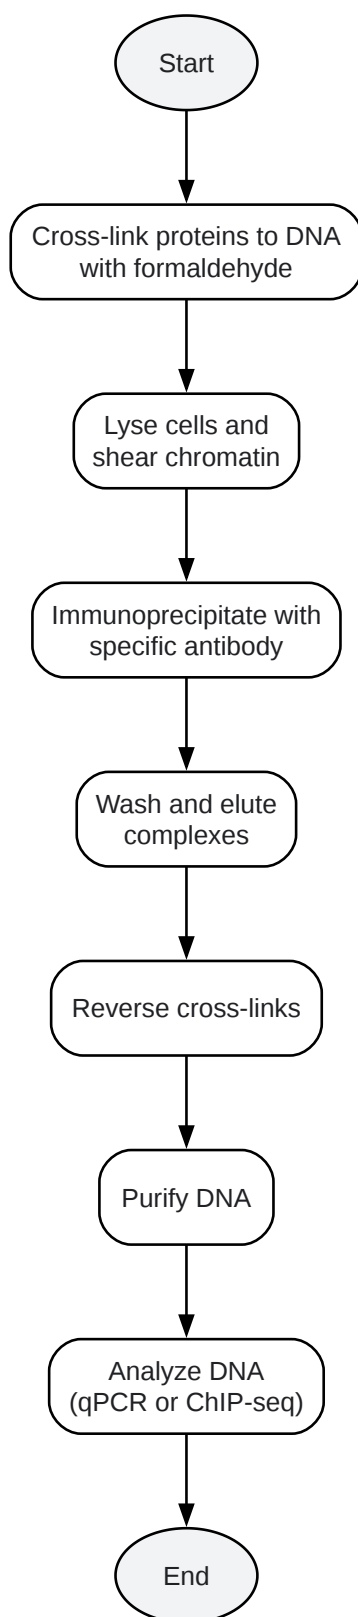 Start
Cross-link proteins to DNA
with formaldehyde
Lyse cells and
shear chromatin
Immunoprecipitate with
specific antibody
Wash and elute
complexes
Reverse cross-links
Purify DNA
Analyze DNA
(qPCR or ChIP-seq)
End